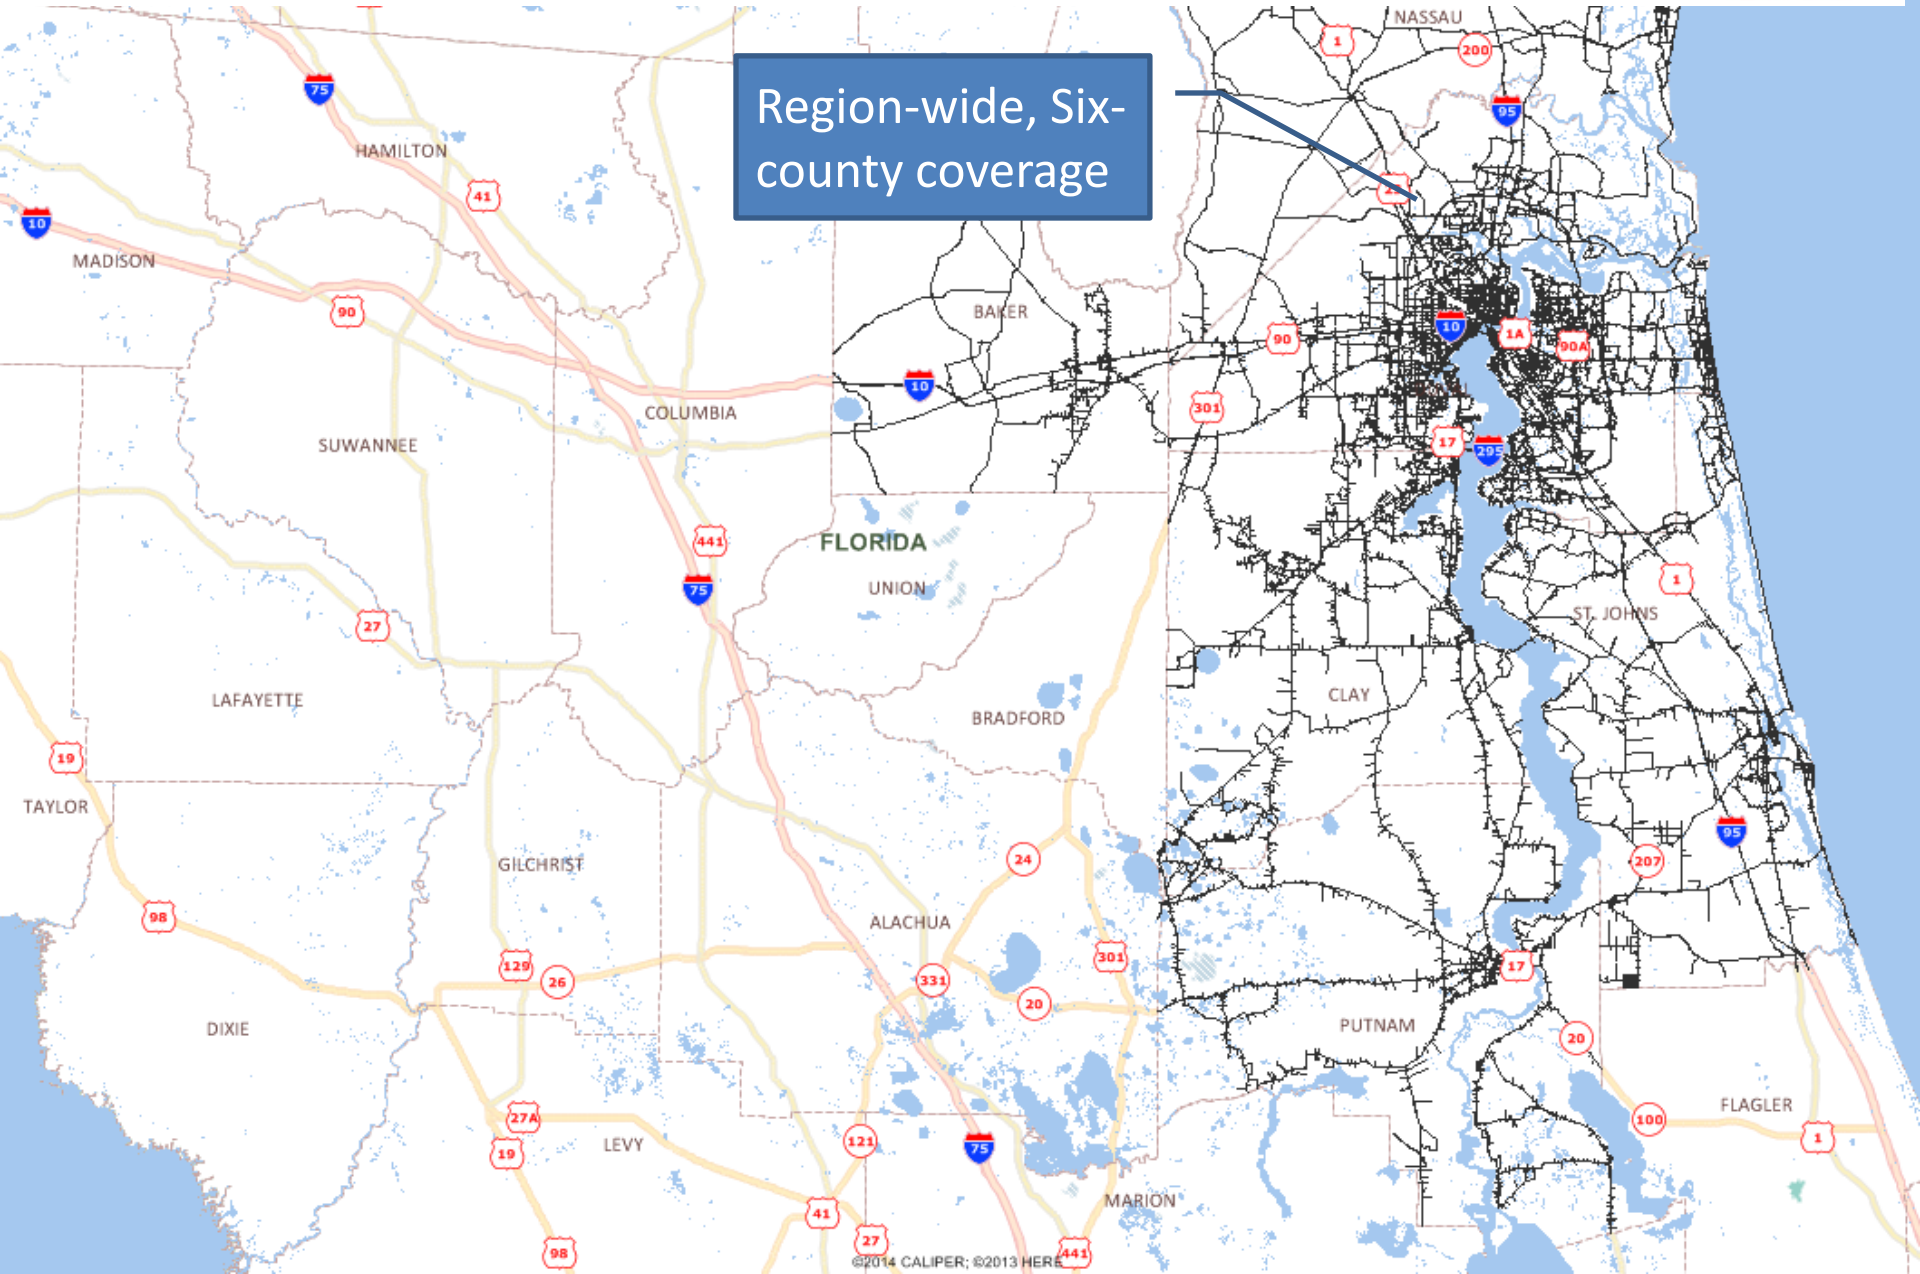 NASSAU
1
200
75
95
Region-wide, Six-
county coverage
HAMILTON
41
10
MADISON
90
BAKER
10
1A
90A
90
10
301
COLUMBIA
SUWANNEE
17
295
441
FLORIDA
75
UNION
1
ST. JOHNS
27
LAFAYETTE
CLAY
BRADFORD
19
TAYLOR
95
24
207
GILCHRIST
98
ALACHUA
129
26
301
17
331
20
DIXIE
PUTNAM
20
27A
FLAGLER
100
1
121
LEVY
75
19
MARION
41
27
98
441
©2014 CALIPER; ©2013 HERE